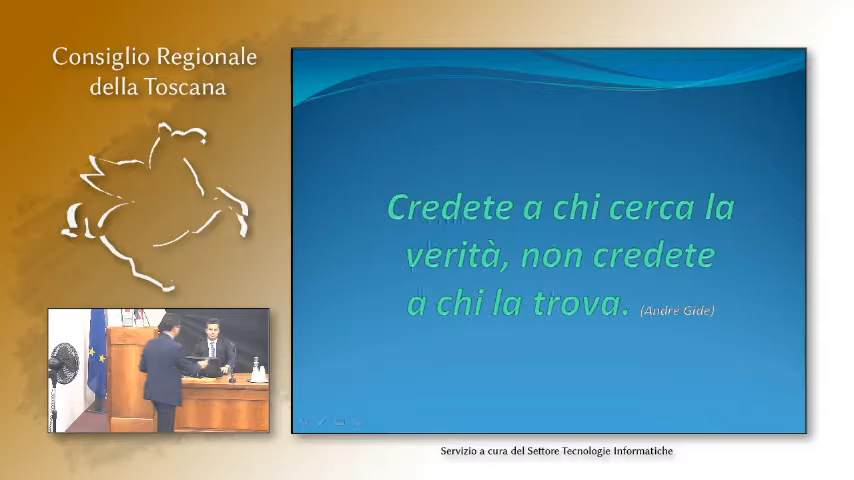 Consiglio Regionale
della Toscana
Credete a chi cerca la
verità, non credete
a chi la trova. (André Gide)
Servizio a cura del Settore Tecnologie Informatiche